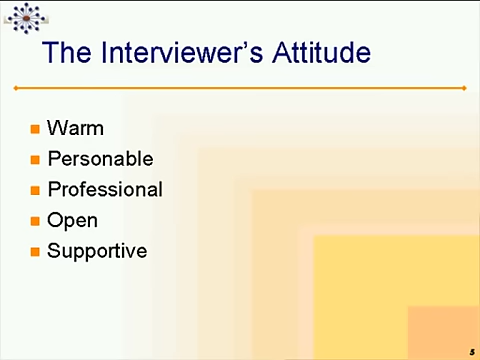 The Interviewer's Attitude
Warm
Personable
Professional
Open
Supportive
5